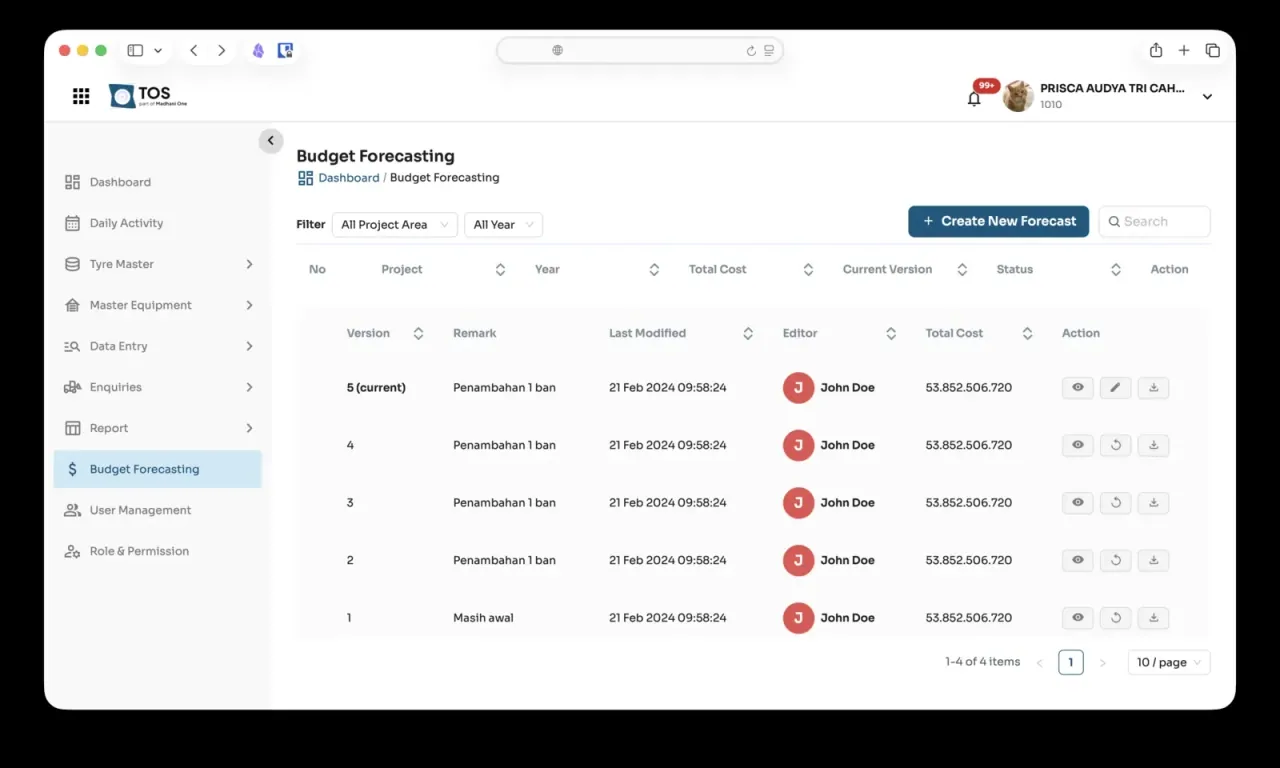 TOS
part of Madhani One
99+
PRISCA AUDYA TRI CAH...
1010
Dashboard
Daily Activity
Tyre Master
Master Equipment
Data Entry
Enquiries
Report
Budget Forecasting
User Management
Role & Permission
Budget Forecasting
Dashboard / Budget Forecasting
Filter All Project Area All Year + Create New Forecast Search
No Project Year Total Cost Current Version Status Action
Version Remark Last Modified Editor Total Cost Action
5 (current) Penambahan 1 ban 21 Feb 2024 09:58:24 J John Doe 53.852.506.720
4 Penambahan 1 ban 21 Feb 2024 09:58:24 J John Doe 53.852.506.720
3 Penambahan 1 ban 21 Feb 2024 09:58:24 J John Doe 53.852.506.720
2 Penambahan 1 ban 21 Feb 2024 09:58:24 J John Doe 53.852.506.720
1 Masih awal 21 Feb 2024 09:58:24 J John Doe 53.852.506.720
1-4 of 4 items < 1 > 10 / page